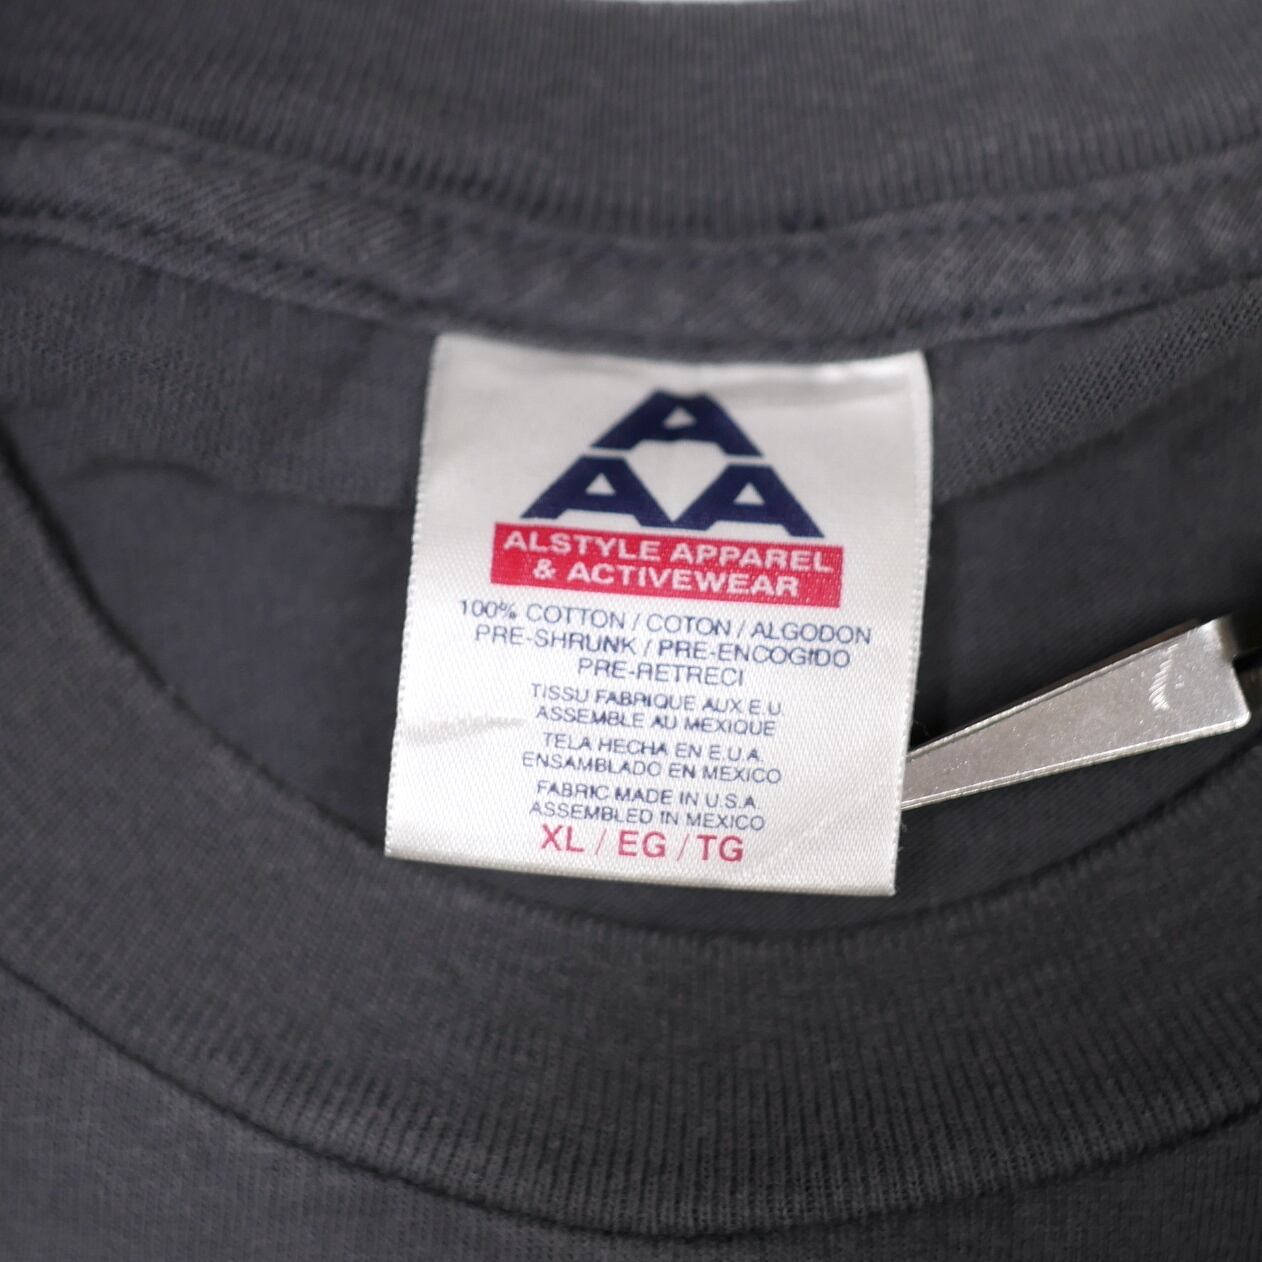 A
AA
ALSTYLE APPAREL
& ACTIVEWEAR
100% COTTON / COTON / ALGODON
PRE-SHRUNK / PRE-ENCOGIDO
PRE-RETRECI
TISSU FABRIQUE AUX E.U.
ASSEMBLE AU MEXIQUE
TELA HECHA EN E.U.A.
ENSAMBLADO EN MEXICO
FABRIC MADE IN U.S.A.
ASSEMBLED IN MEXICO
XL / EG / TG